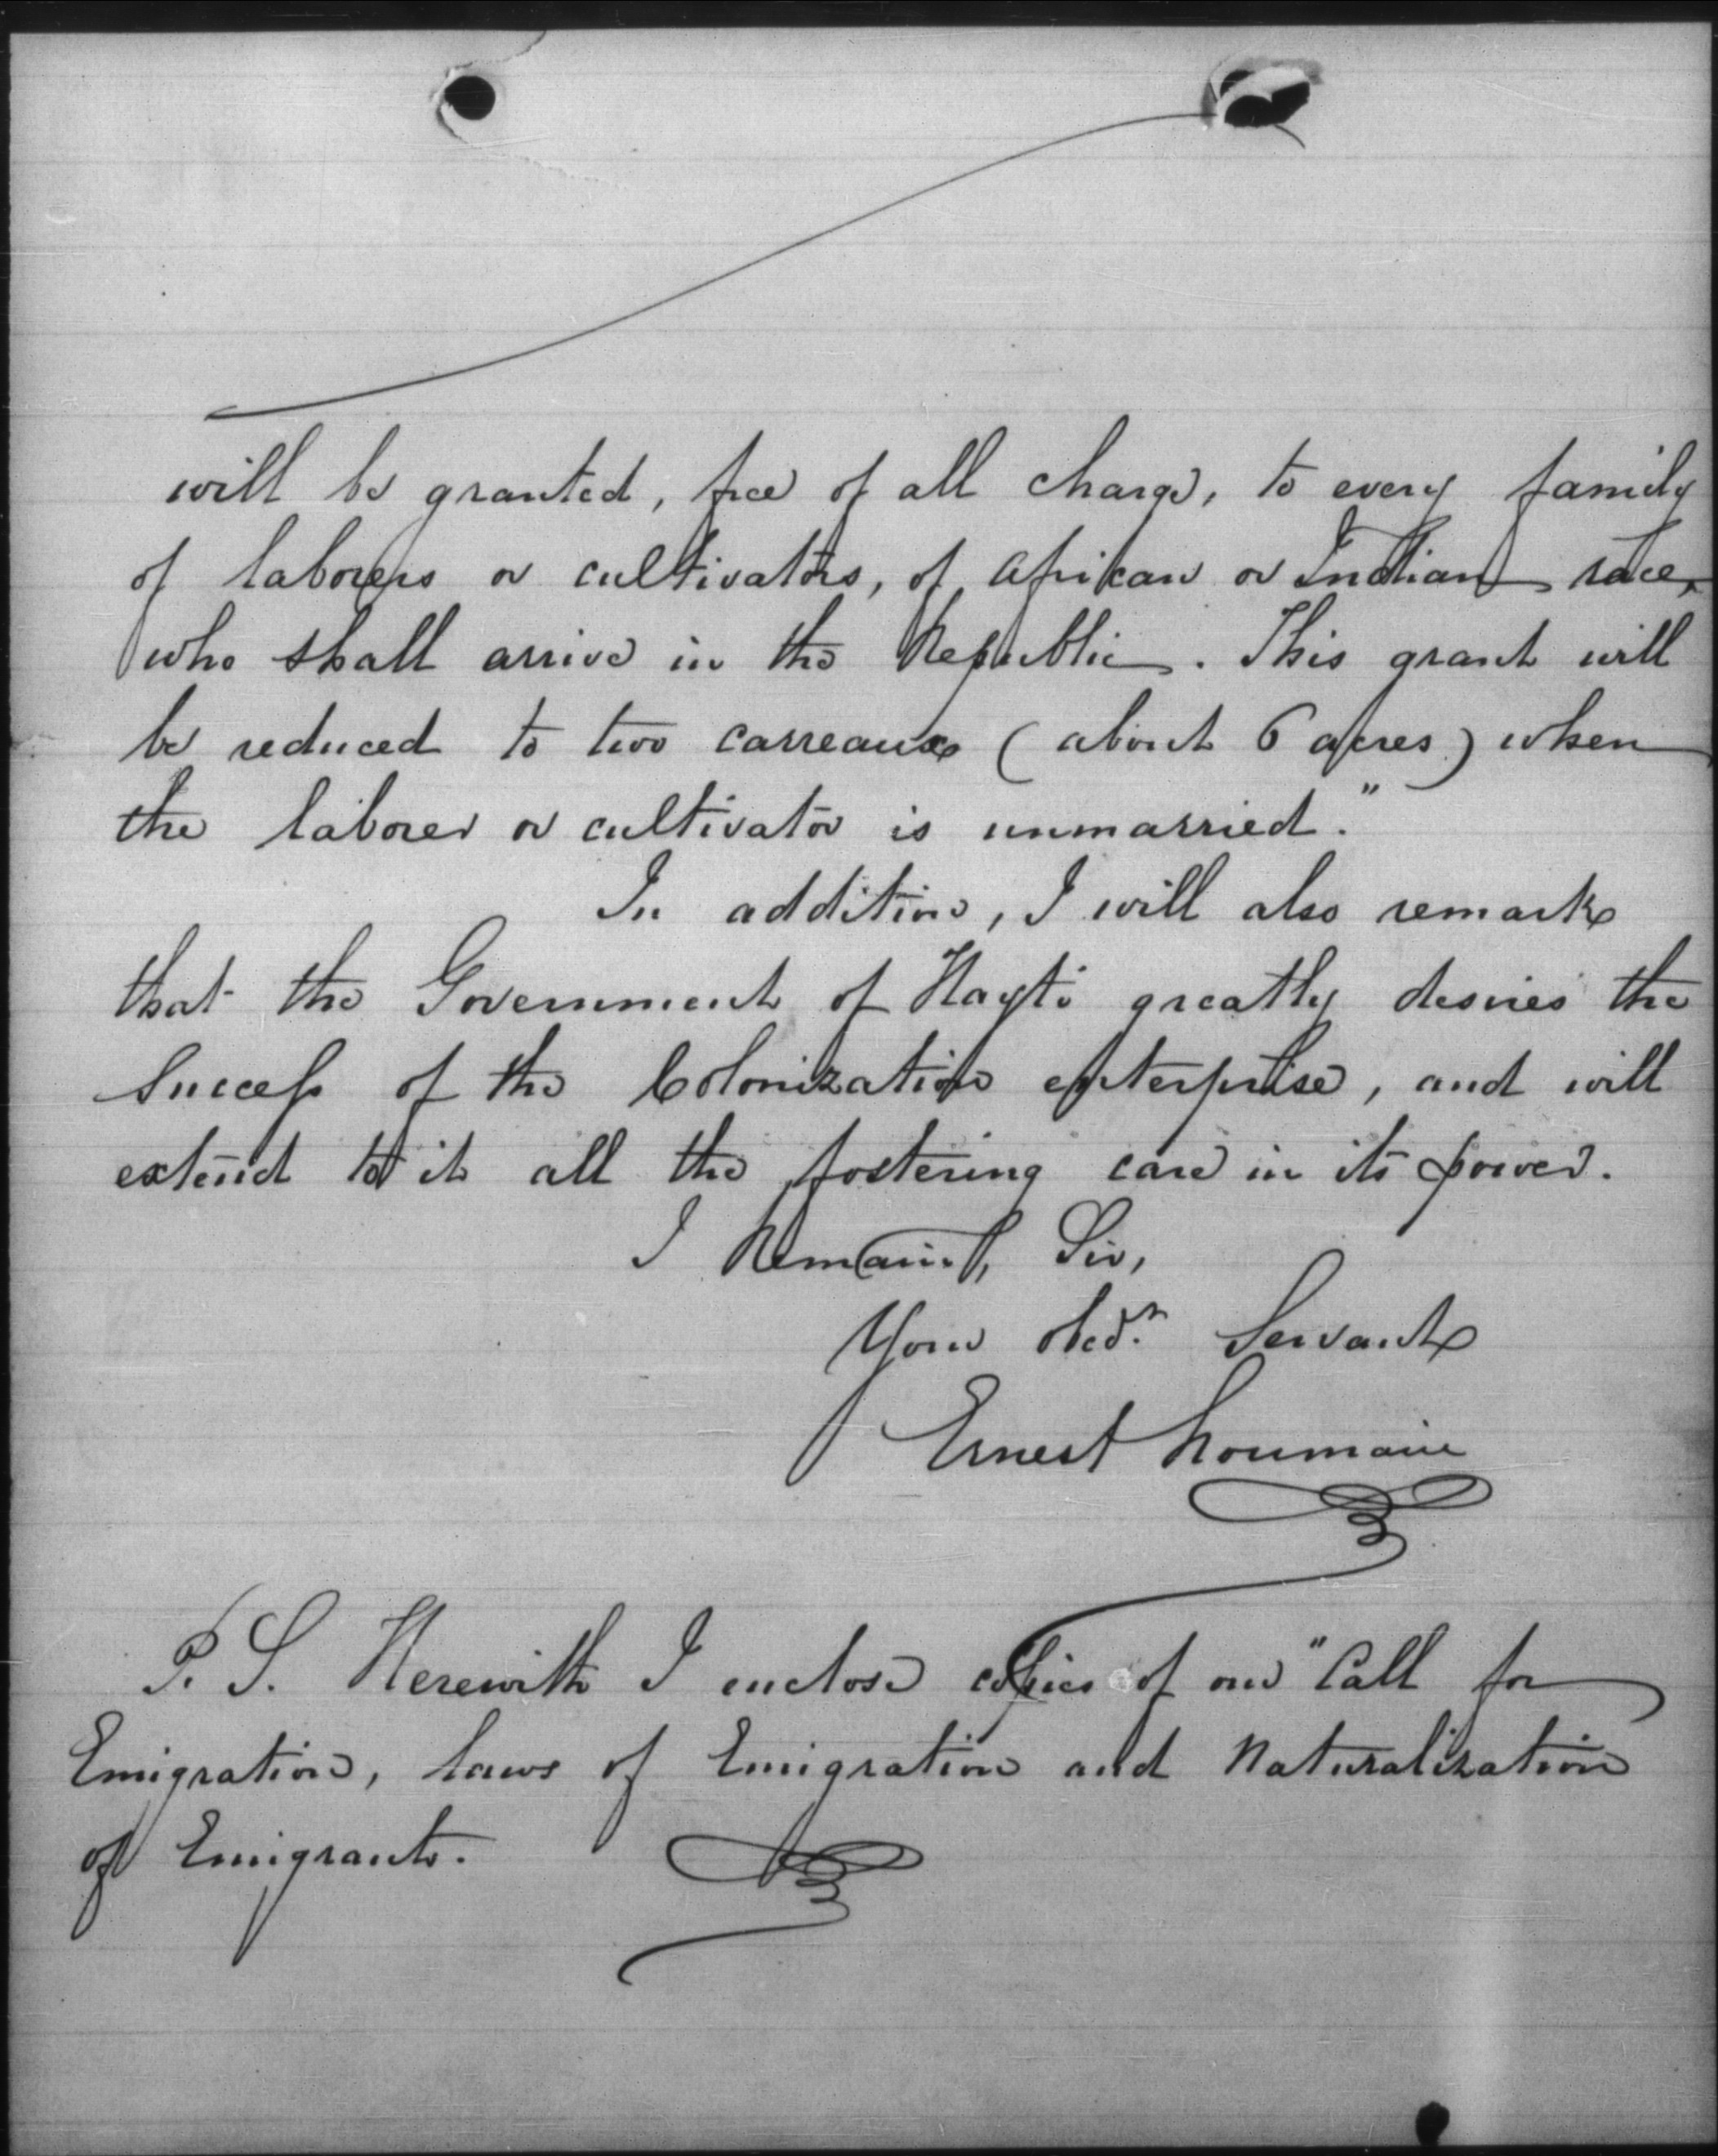 will be granted, free of all charge, to every family
of laborers or cultivators, of African or Indian race,
who shall arrive in the Republic. This grant will
be reduced to two carreaux (about 6 acres) when
the laborer or cultivator is unmarried."
In addition, I will also remark
that the Government of Hayti greatly desires the
Success of the Colonization enterprise, and will
extend to it all the fostering care in its power.
I Remain, Sir,
Your obed.t Servant
Ernest Roumain
P. S. Herewith I enclose copies of our "Call for
Emigration, laws of Emigration and Naturalization
of Emigrants.